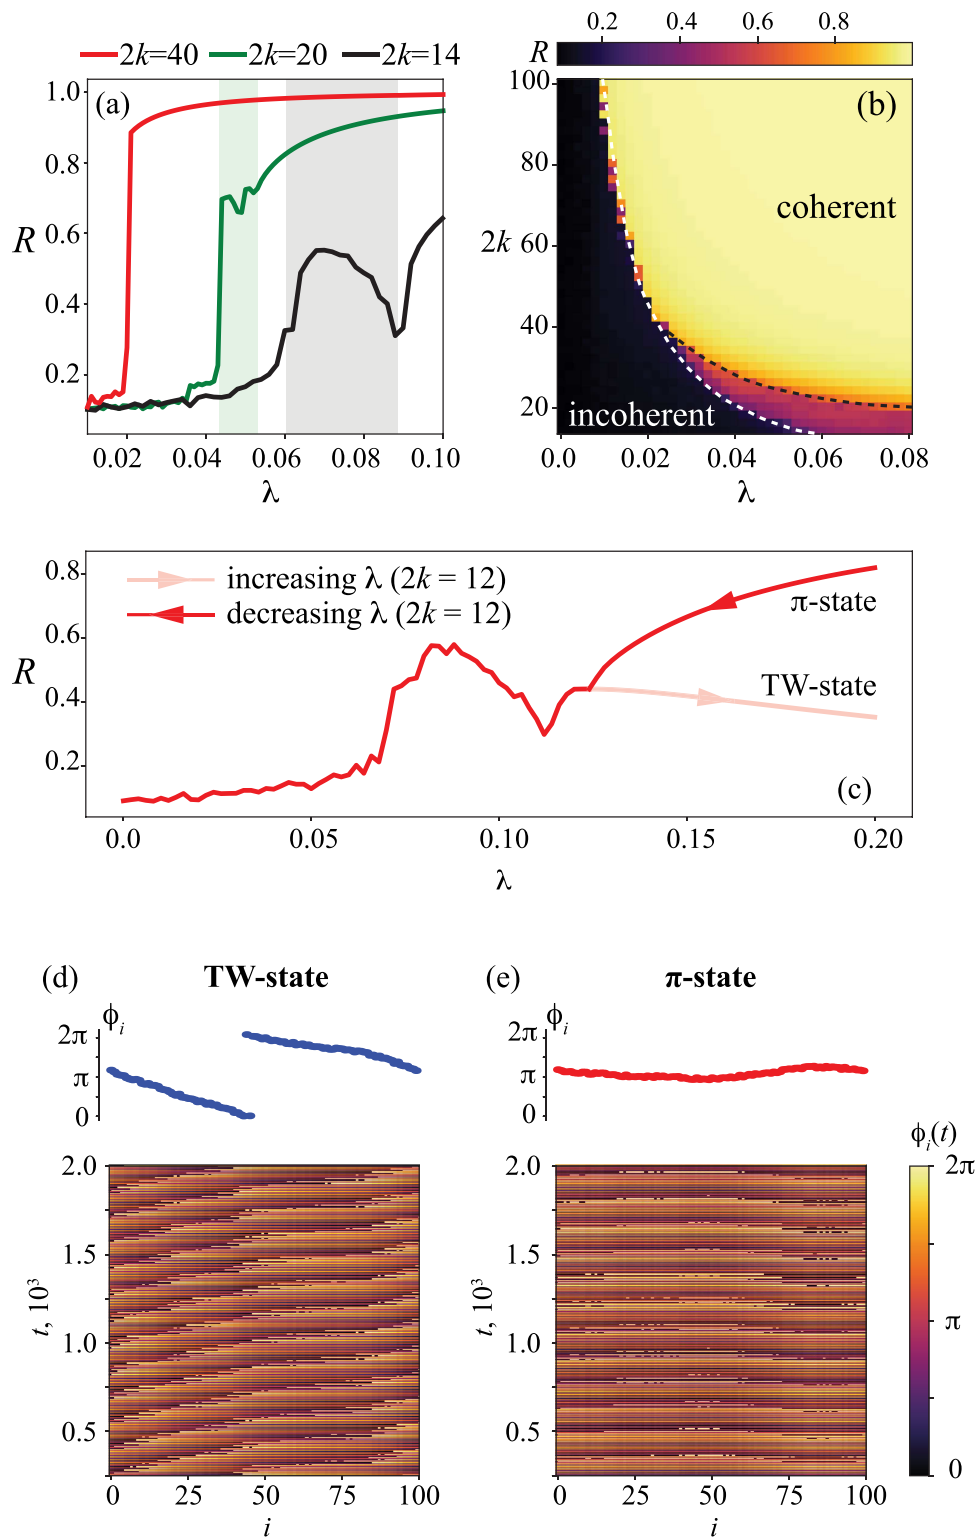 2k=40 2k=20 2k=14
(a)
R
1.0
0.8
0.6
0.4
0.2
0.02 0.04 0.06 0.08 0.10
λ
R 0.2 0.4 0.6 0.8
(b)
2k
100
80
60
40
20
coherent
incoherent
0 0.02 0.04 0.06 0.08
λ
increasing λ (2k = 12)
decreasing λ (2k = 12)
R
0.8
0.6
0.4
0.2
π-state
TW-state
(c)
0.0 0.05 0.10 0.15 0.20
λ
(d) TW-state
ϕi
2π
π
0
t, 10³
2.0
1.5
1.0
0.5
0 25 50 75 100
i
(e) π-state
ϕi
2π
π
0
t, 10³
2.0
1.5
1.0
0.5
0 25 50 75 100
i
ϕi(t)
2π
π
0